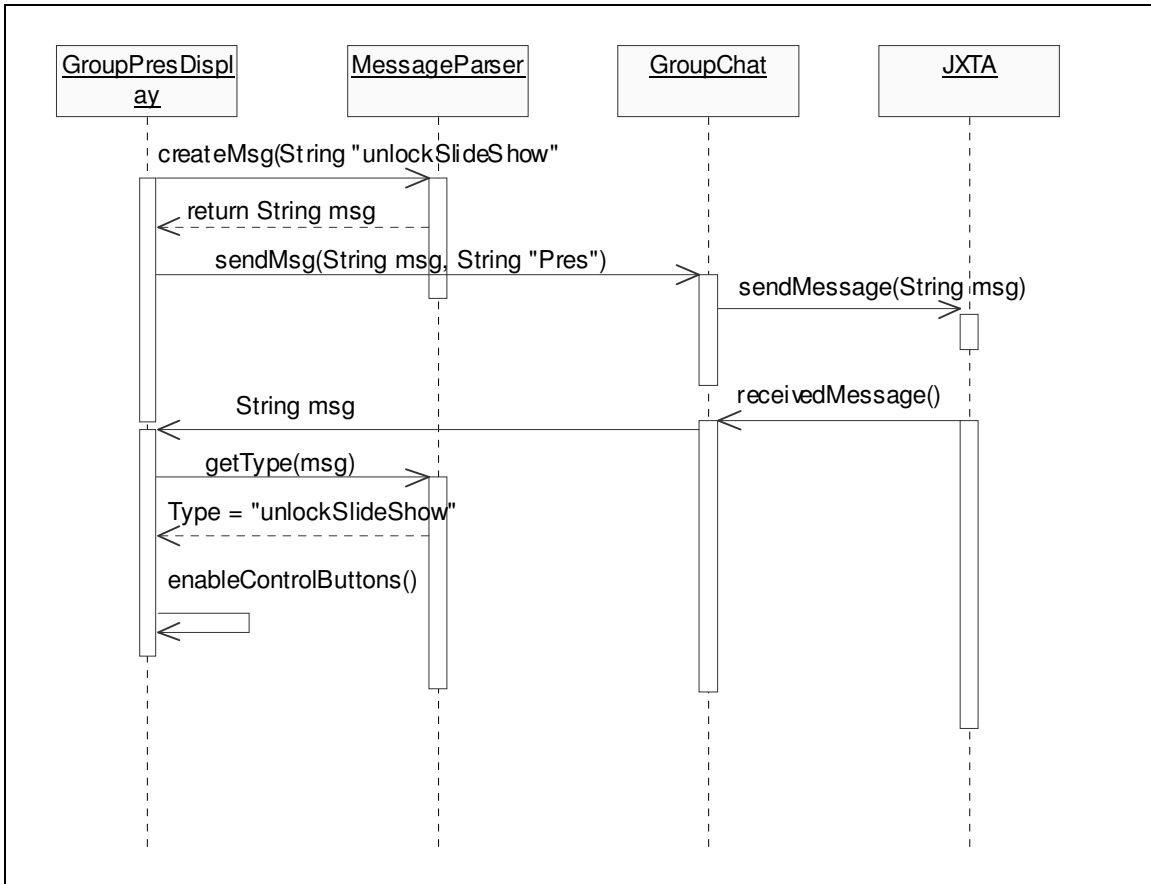 GroupPresDispl
ay
MessageParser
GroupChat
JXTA
createMsg(String "unlockSlideShow"
return String msg
sendMsg(String msg, String "Pres")
sendMessage(String msg)
receivedMessage()
String msg
getType(msg)
Type = "unlockSlideShow"
enableControlButtons()